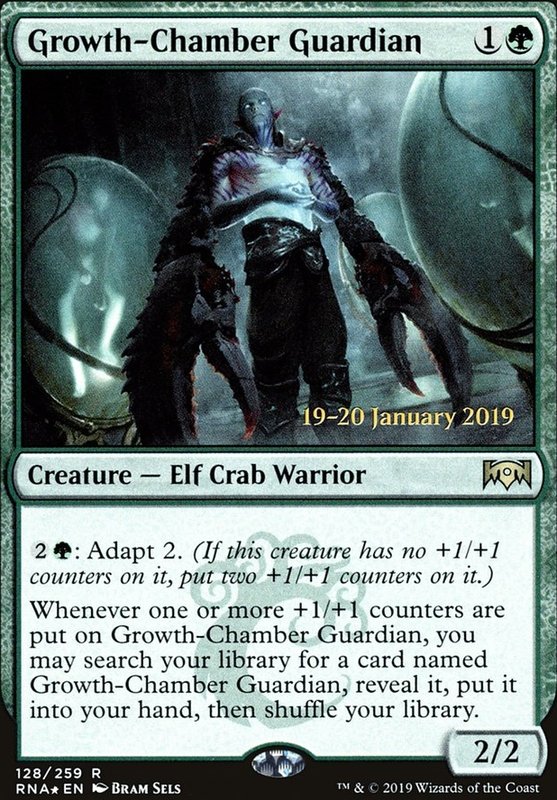 Growth-Chamber Guardian 1
19–20 January 2019
Creature — Elf Crab Warrior
2: Adapt 2. (If this creature has no +1/+1
counters on it, put two +1/+1 counters on it.)
Whenever one or more +1/+1 counters are
put on Growth-Chamber Guardian, you
may search your library for a card named
Growth-Chamber Guardian, reveal it, put it
into your hand, then shuffle your library.
2/2
128/259 R
RNA★EN Bram Sels
™ & © 2019 Wizards of the Coast